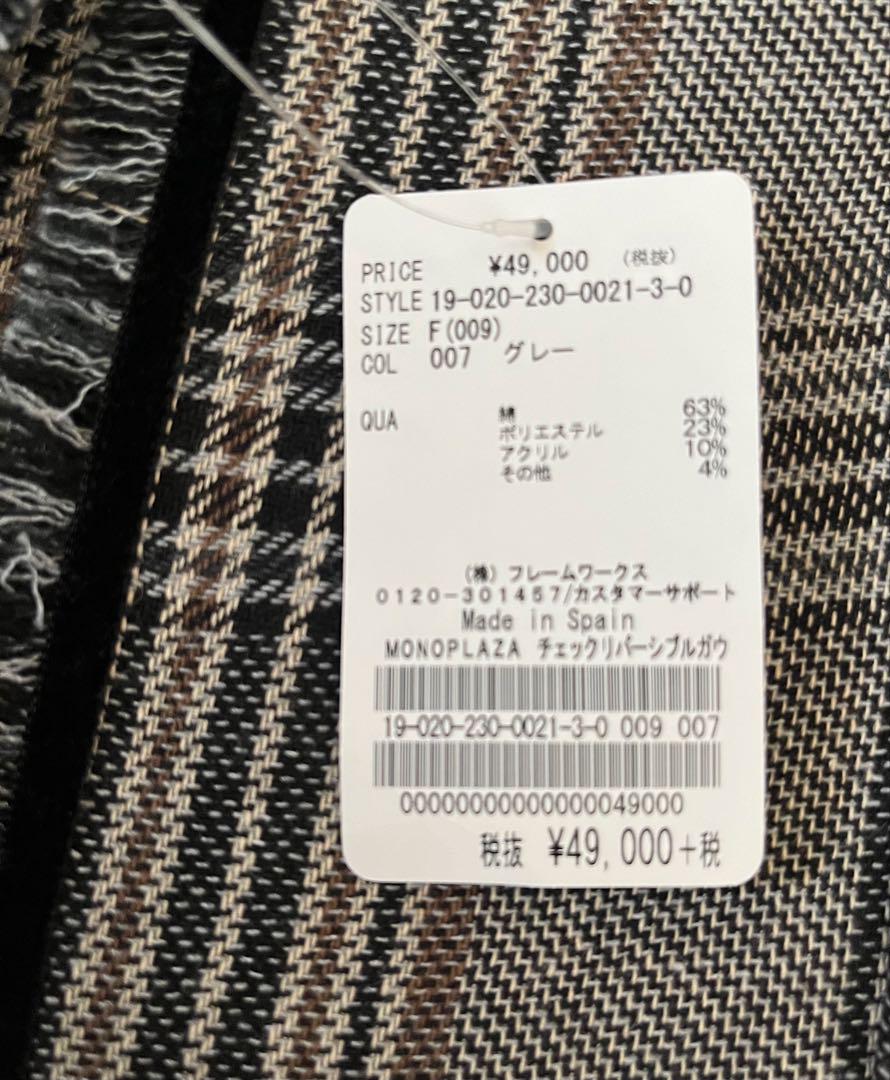 PRICE ¥49,000 (税抜)
STYLE 19-020-230-0021-3-0
SIZE F(009)
COL 007 グレー
QUA 綿 63%
ポリエステル 23%
アクリル 10%
その他 4%
(株) フレームワークス
0120-301457/カスタマーサポート
Made in Spain
MONOPLAZA チェックリバーシブルガウ
19-020-230-0021-3-0 009 007
00000000000000049000
税抜 ¥49,000+税